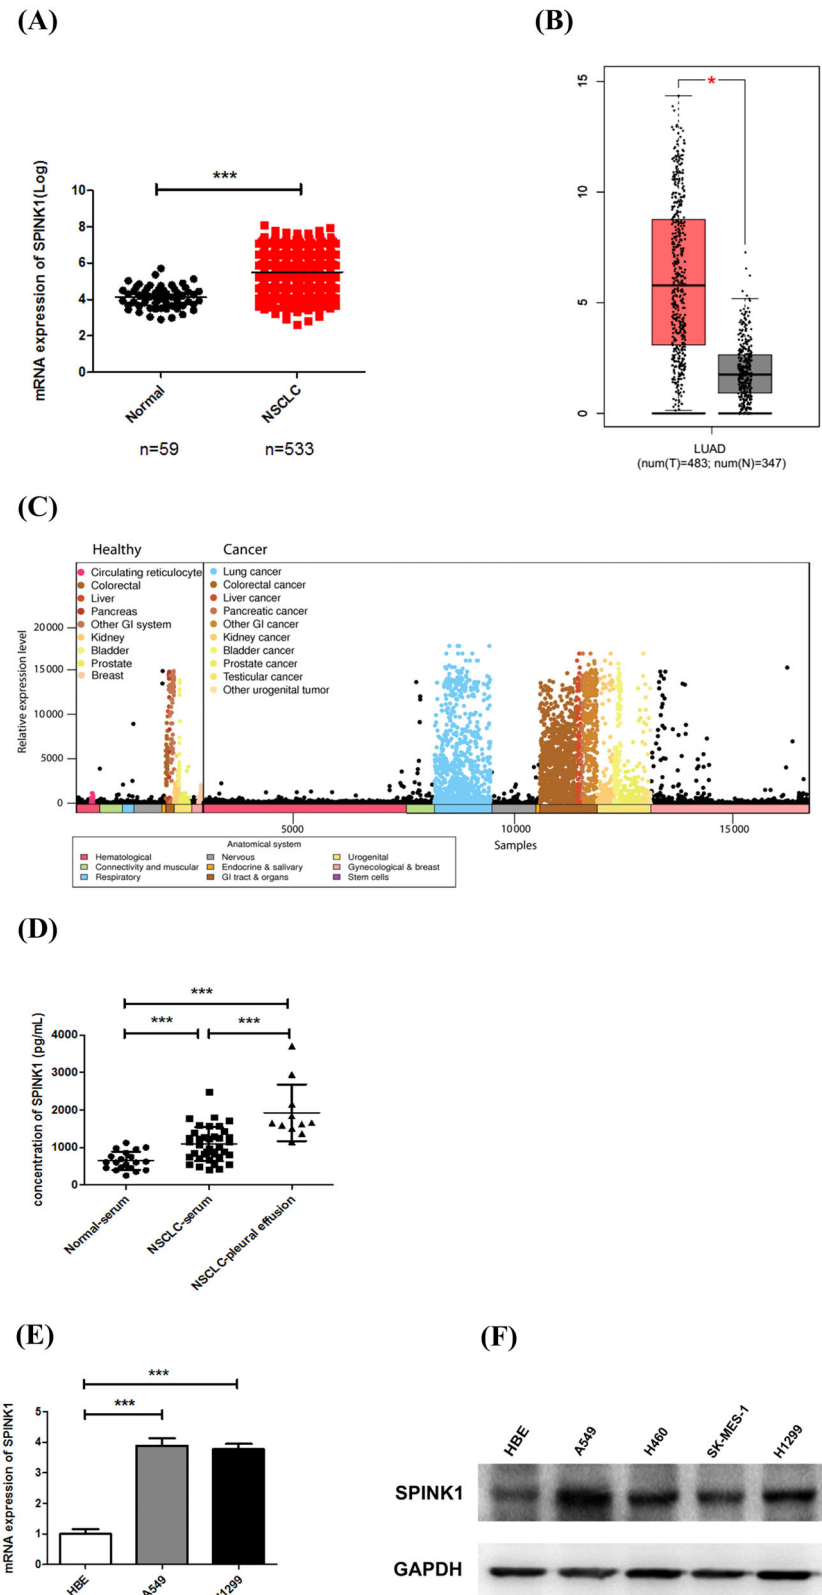 (A)
mRNA expression of SPINK1(Log)
10
8
6
4
2
0
***
Normal
NSCLC
n=59
n=533
(B)
15
10
5
0
*
LUAD
(num(T)=483; num(N)=347)
(C)
Healthy
Cancer
Circulating reticulocyte
Colorectal
Liver
Pancreas
Other GI system
Kidney
Bladder
Prostate
Breast
Lung cancer
Colorectal cancer
Liver cancer
Pancreatic cancer
Other GI cancer
Kidney cancer
Bladder cancer
Prostate cancer
Testicular cancer
Other urogenital tumor
Relative expression level
20000
15000
10000
5000
0
5000
10000
15000
Samples
Anatomical system
Hematological
Connectivity and muscular
Respiratory
Nervous
Endocrine & salivary
GI tract & organs
Urogenital
Gynecological & breast
Stem cells
(D)
concentration of SPINK1 (pg/mL)
4000
3000
2000
1000
0
***
***
***
Normal-serum
NSCLC-serum
NSCLC-pleural effusion
(E)
mRNA expression of SPINK1
5
4
3
2
1
0
***
***
HBE
A549
H1299
(F)
HBE
A549
H460
SK-MES-1
H1299
SPINK1
GAPDH